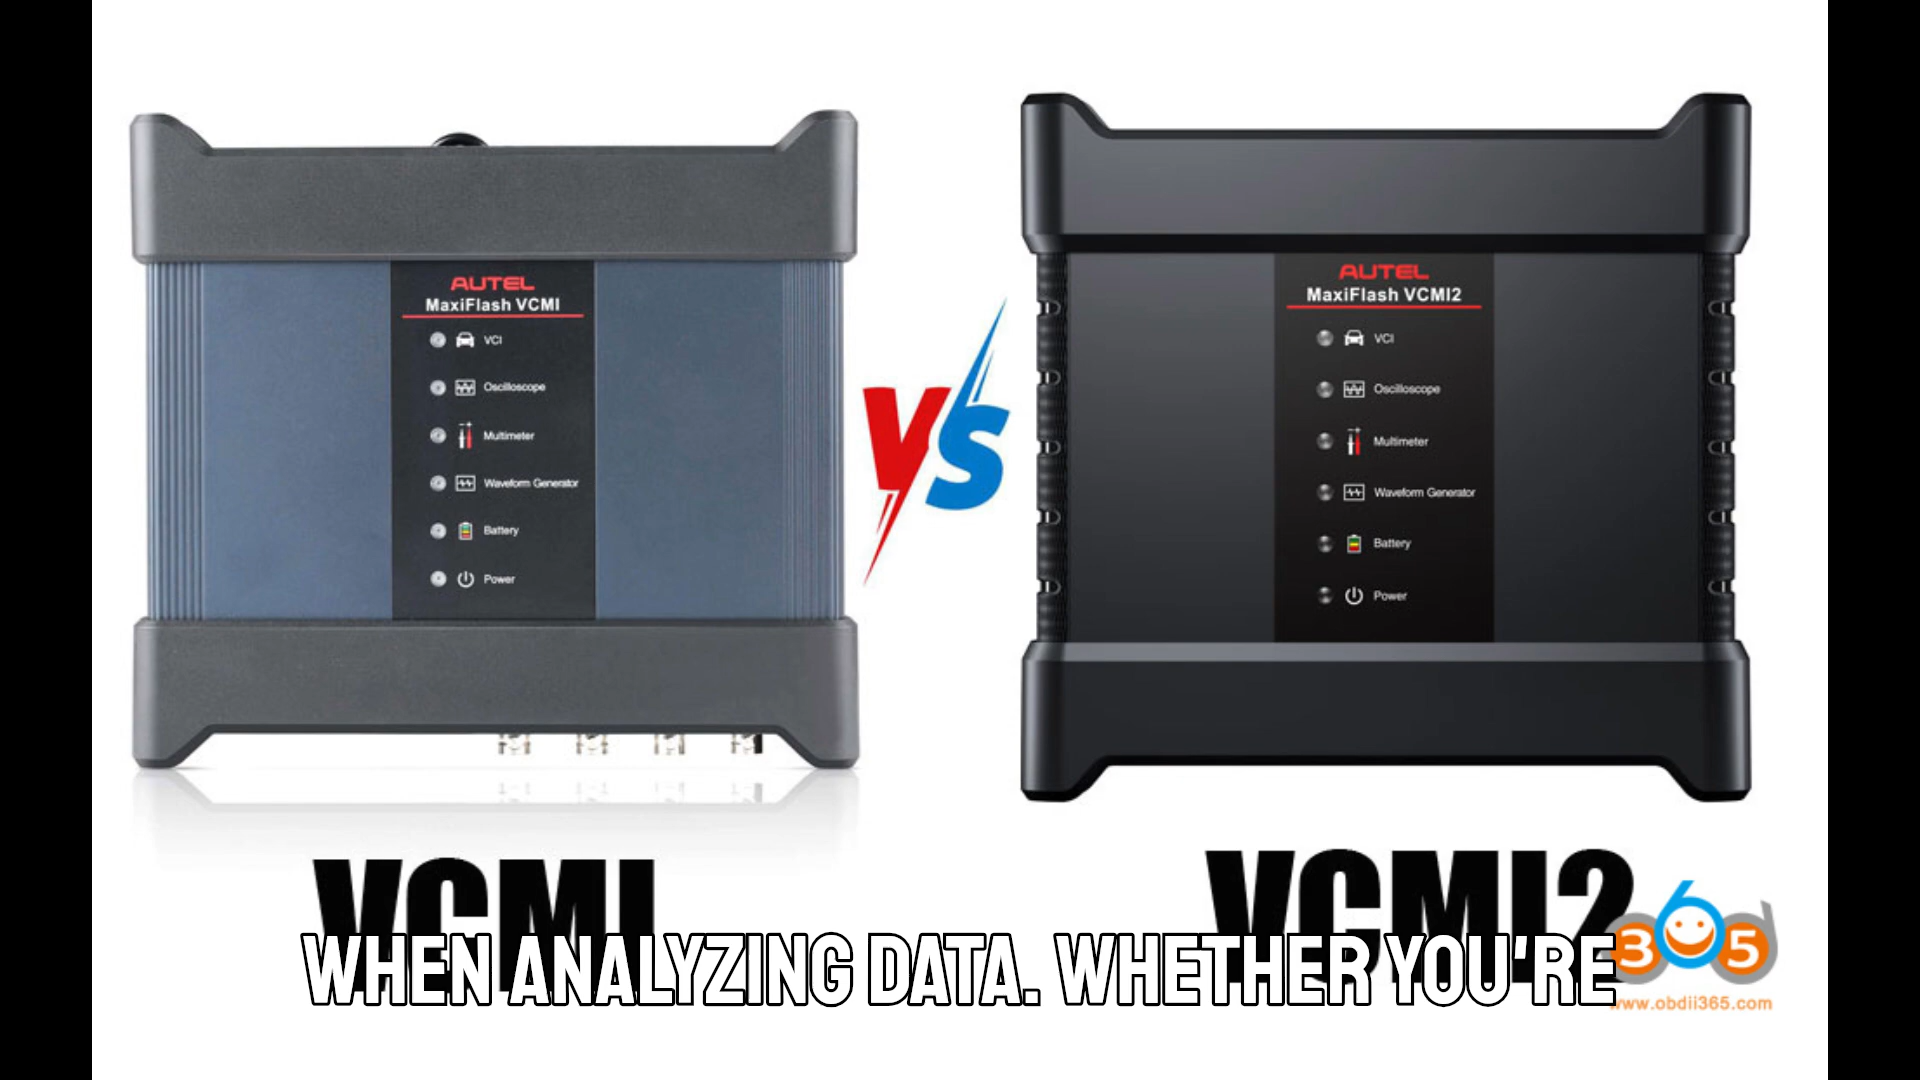 AUTEL
MaxiFlash VCMI
VCI
Oscilloscope
Multimeter
Waveform Generator
Battery
Power
VS
AUTEL
MaxiFlash VCMI2
VCI
Oscilloscope
Multimeter
Waveform Generator
Battery
Power
VCMI
VCMI2
WHEN ANALYZING DATA. WHETHER YOU'RE
365
www.obdii365.com